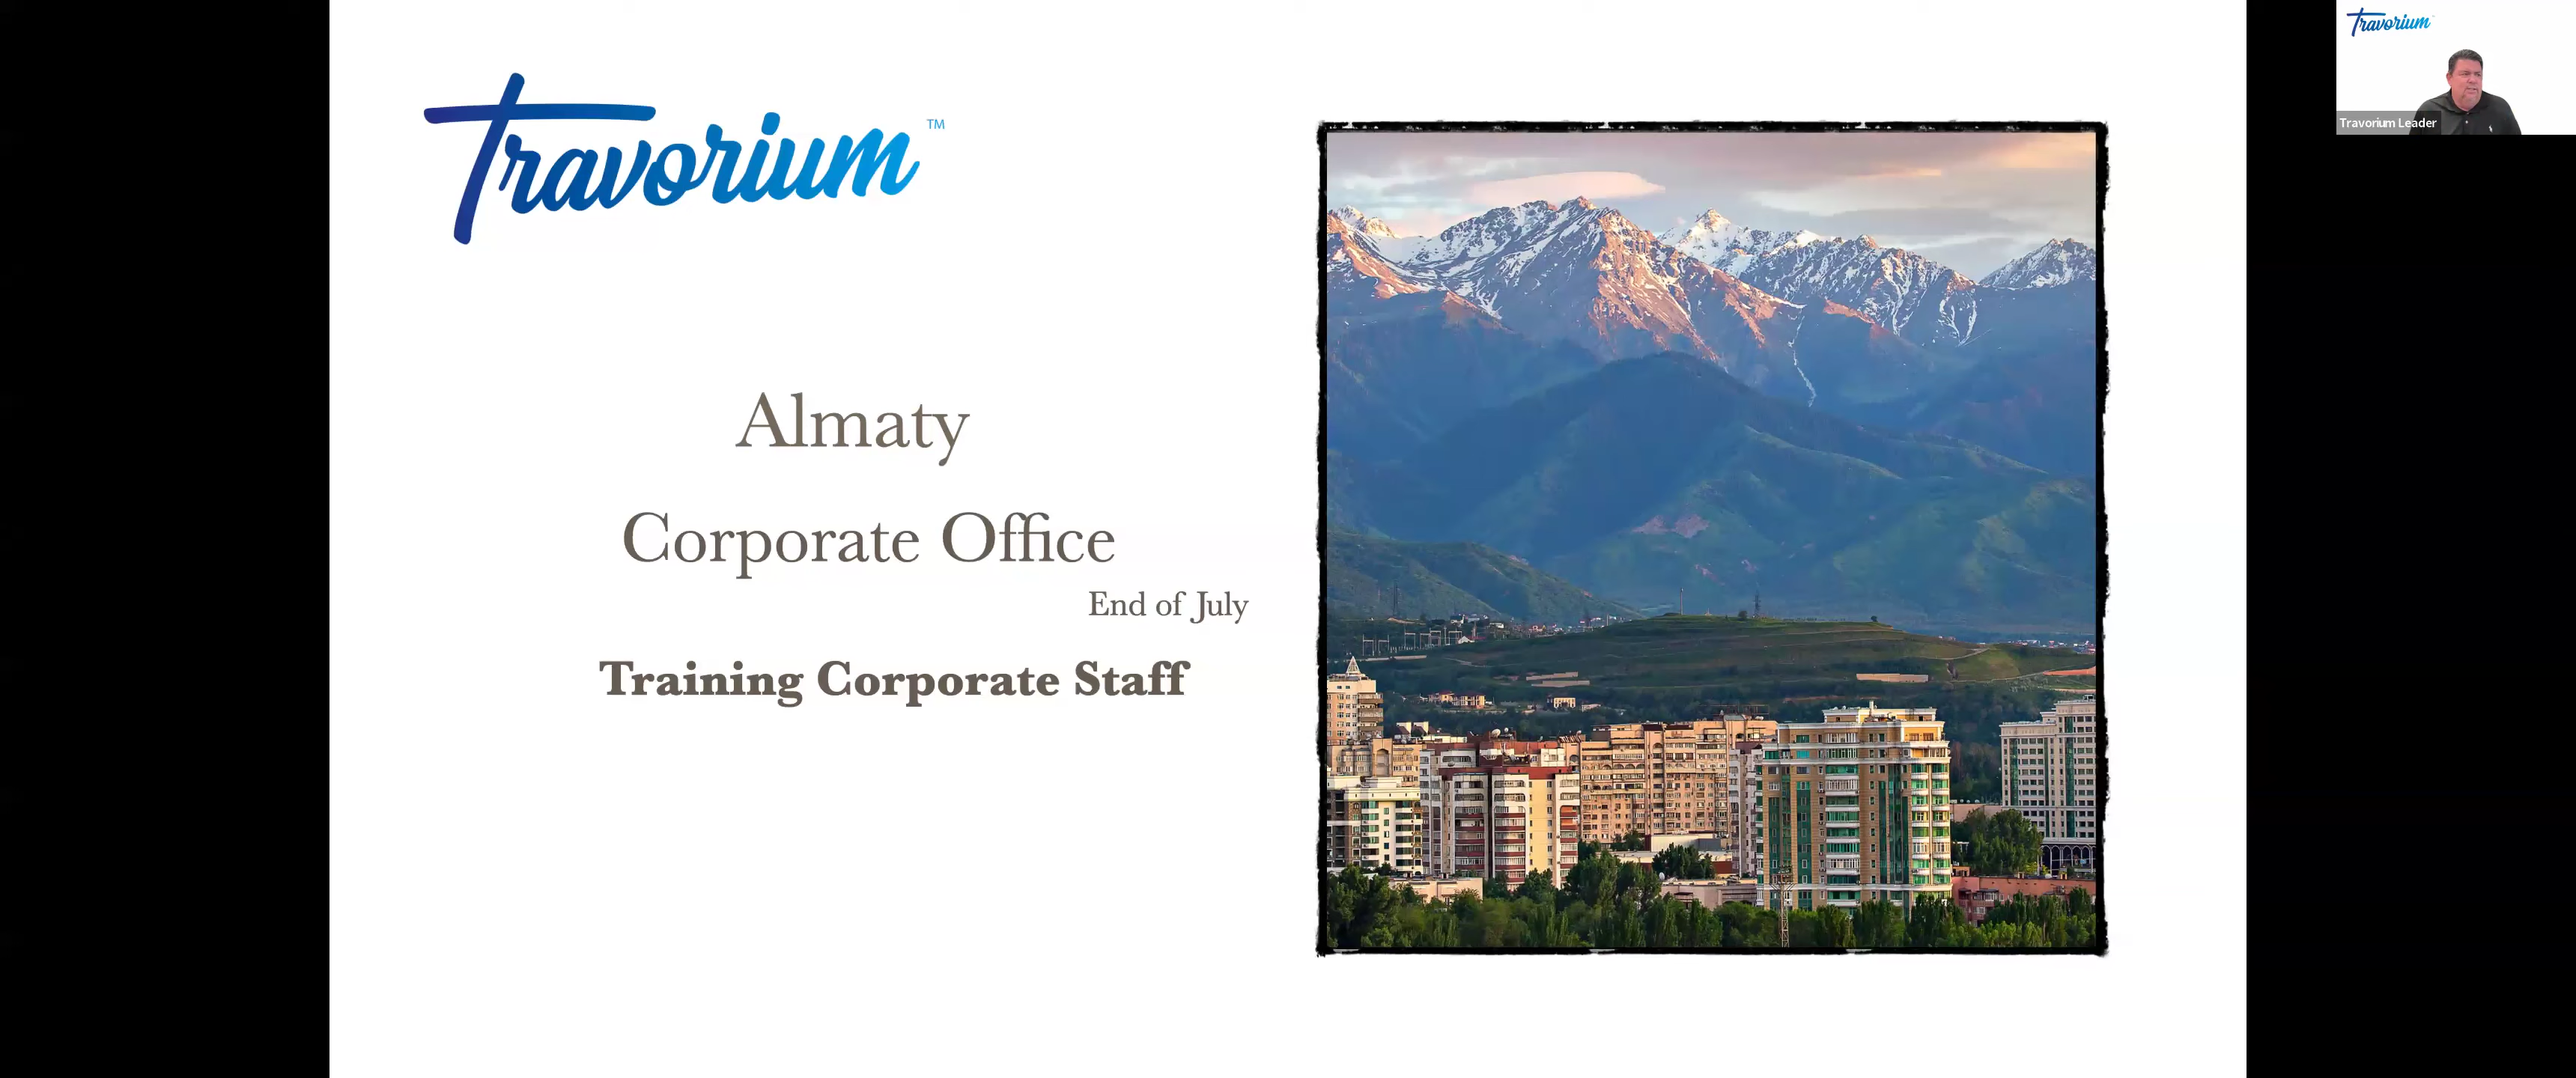 Travorium™
Almaty
Corporate Office
End of July
Training Corporate Staff
Travorium
Travorium Leader